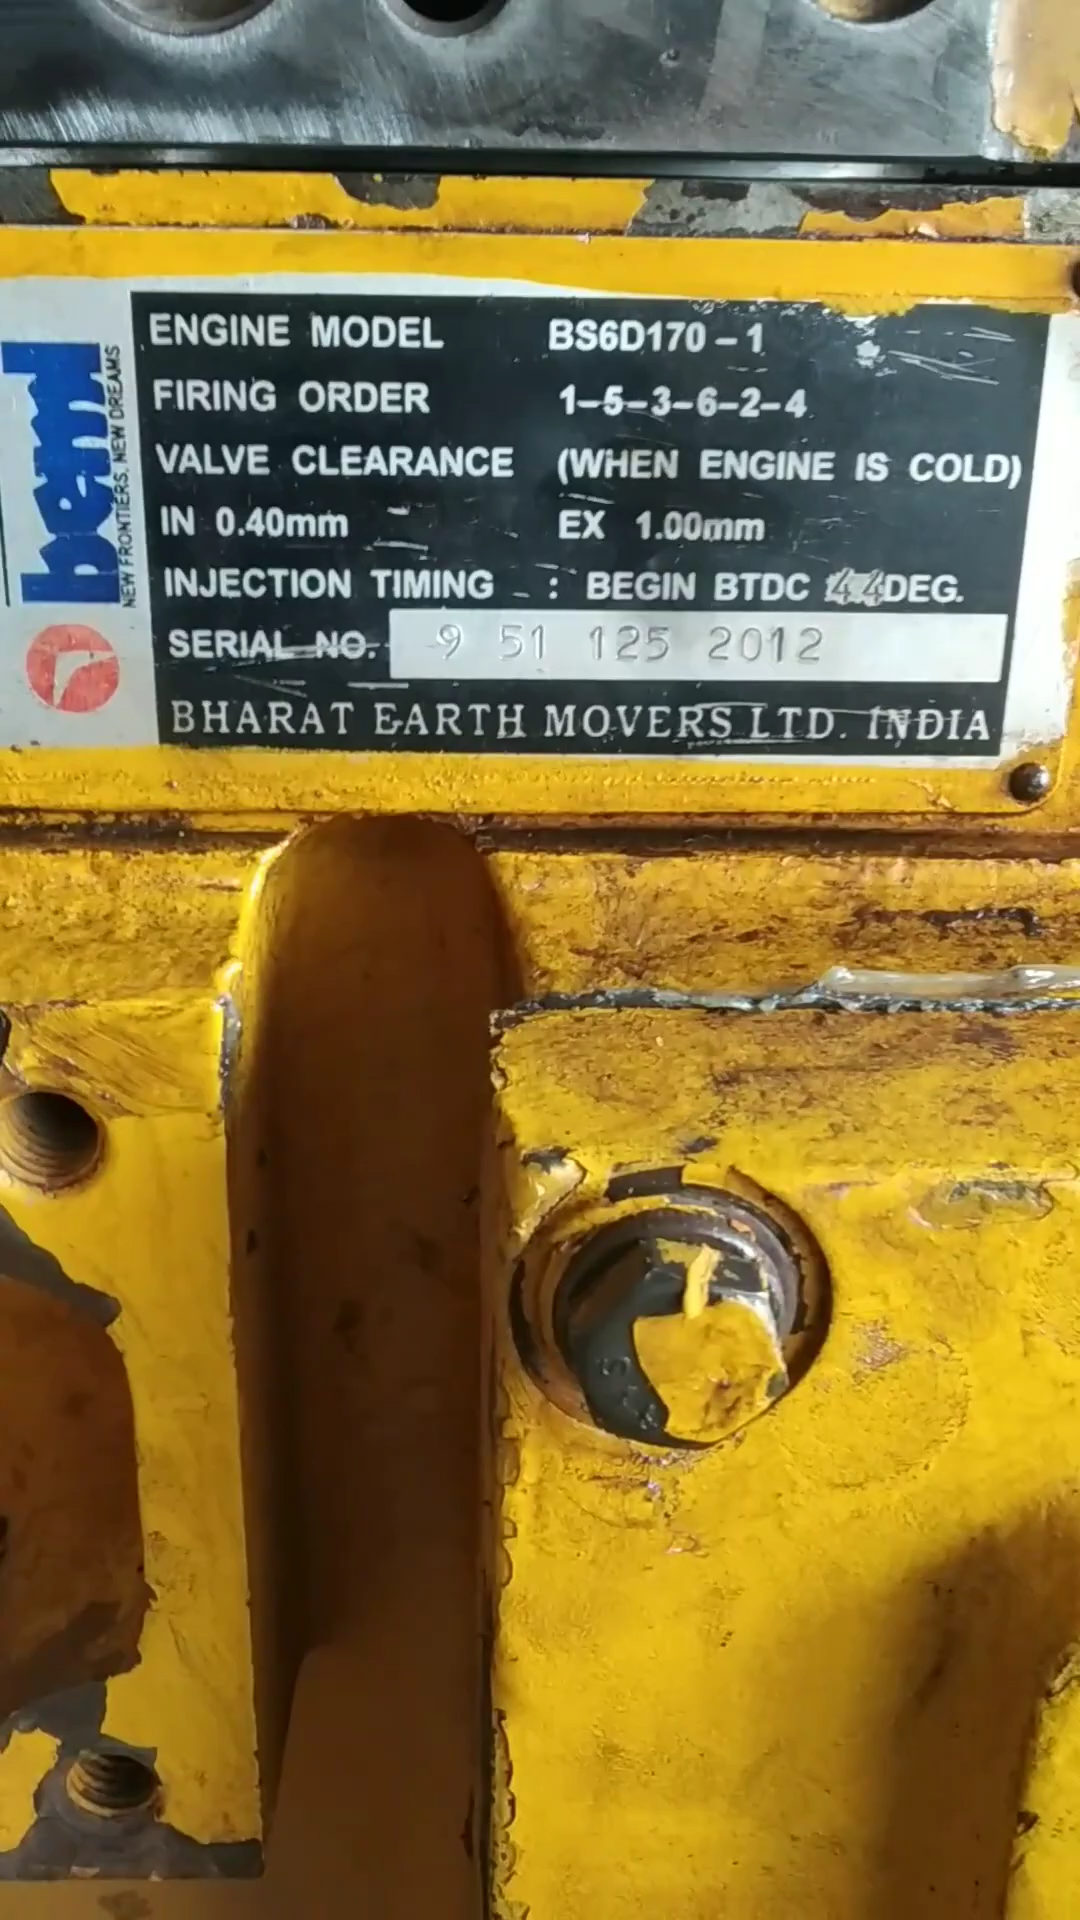 beml
NEW FRONTIERS. NEW DREAMS
ENGINE MODEL BS6D170-1
FIRING ORDER 1-5-3-6-2-4
VALVE CLEARANCE (WHEN ENGINE IS COLD)
IN 0.40mm EX 1.00mm
INJECTION TIMING : BEGIN BTDC 44DEG.
SERIAL NO. 9 51 125 2012
BHARAT EARTH MOVERS LTD. INDIA